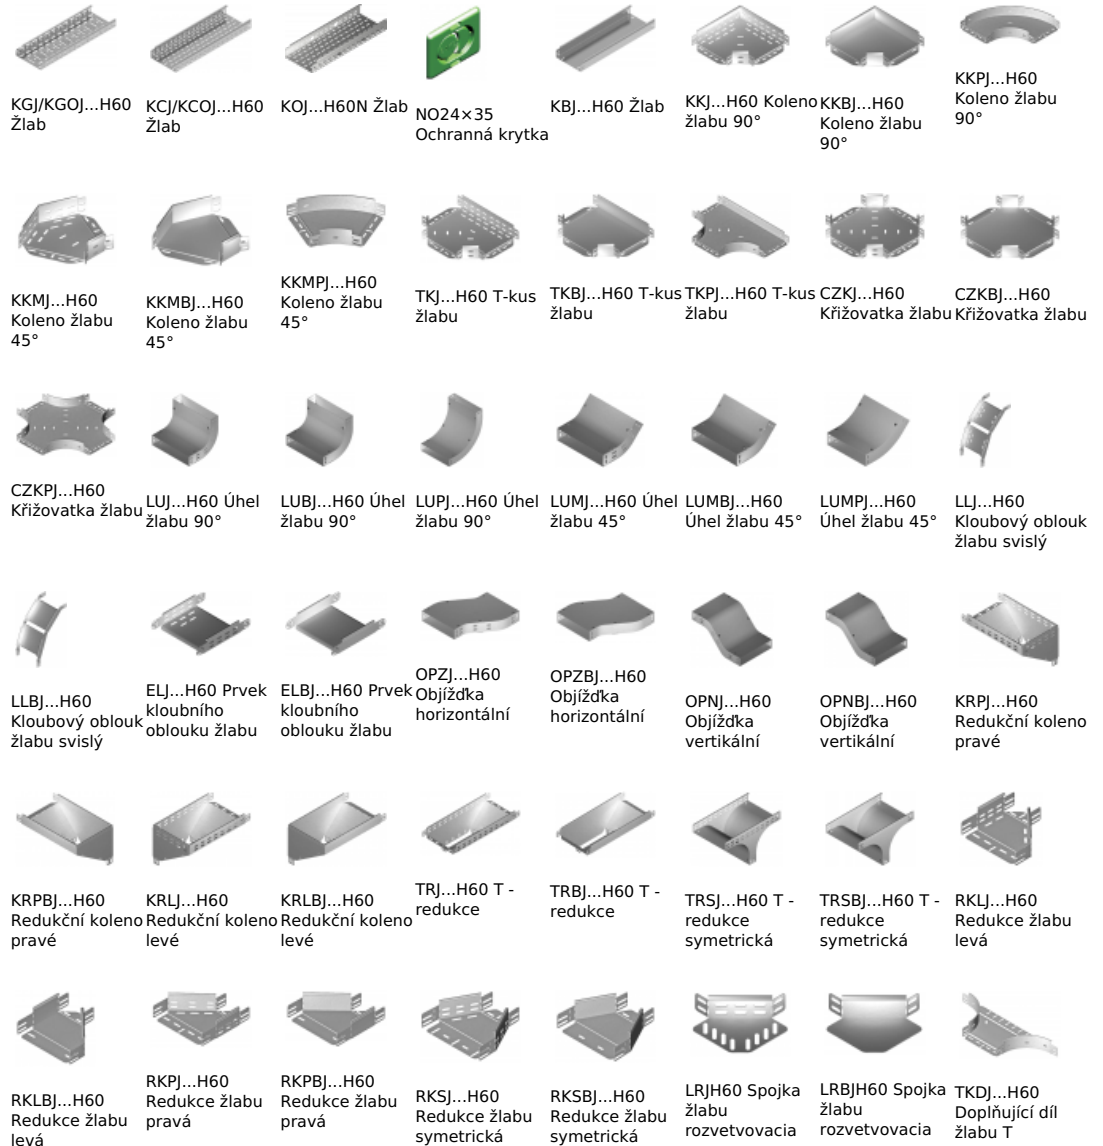 KGJ/KGOJ...H60
Žlab
KCJ/KCOJ...H60
Žlab
KOJ...H60N Žlab
NO24×35
Ochranná krytka
KBJ...H60 Žlab
KKJ...H60 Koleno
žlabu 90°
KKBJ...H60
Koleno žlabu
90°
KKPJ...H60
Koleno žlabu
90°
KKMJ...H60
Koleno žlabu
45°
KKMBJ...H60
Koleno žlabu
45°
KKMPJ...H60
Koleno žlabu
45°
TKJ...H60 T-kus
žlabu
TKBJ...H60 T-kus
žlabu
TKPJ...H60 T-kus
žlabu
CZKJ...H60
Křižovatka žlabu
CZKBJ...H60
Křižovatka žlabu
CZKPJ...H60
Křižovatka žlabu
LUJ...H60 Úhel
žlabu 90°
LUBJ...H60 Úhel
žlabu 90°
LUPJ...H60 Úhel
žlabu 90°
LUMJ...H60 Úhel
žlabu 45°
LUMBJ...H60
Úhel žlabu 45°
LUMPJ...H60
Úhel žlabu 45°
LLJ...H60
Kloubový oblouk
žlabu svislý
LLBJ...H60
Kloubový oblouk
žlabu svislý
ELJ...H60 Prvek
kloubního
oblouku žlabu
ELBJ...H60 Prvek
kloubního
oblouku žlabu
OPZJ...H60
Objížďka
horizontální
OPZBJ...H60
Objížďka
horizontální
OPNJ...H60
Objížďka
vertikální
OPNBJ...H60
Objížďka
vertikální
KRPJ...H60
Redukční koleno
pravé
KRPBJ...H60
Redukční koleno
pravé
KRLJ...H60
Redukční koleno
levé
KRLBJ...H60
Redukční koleno
levé
TRJ...H60 T -
redukce
TRBJ...H60 T -
redukce
TRSJ...H60 T -
redukce
symetrická
TRSBJ...H60 T -
redukce
symetrická
RKLJ...H60
Redukce žlabu
levá
RKLBJ...H60
Redukce žlabu
levá
RKPJ...H60
Redukce žlabu
pravá
RKPBJ...H60
Redukce žlabu
pravá
RKSJ...H60
Redukce žlabu
symetrická
RKSBJ...H60
Redukce žlabu
symetrická
LRJH60 Spojka
žlabu
rozvetvovacia
LRBJH60 Spojka
žlabu
rozvetvovacia
TKDJ...H60
Doplňující díl
žlabu T